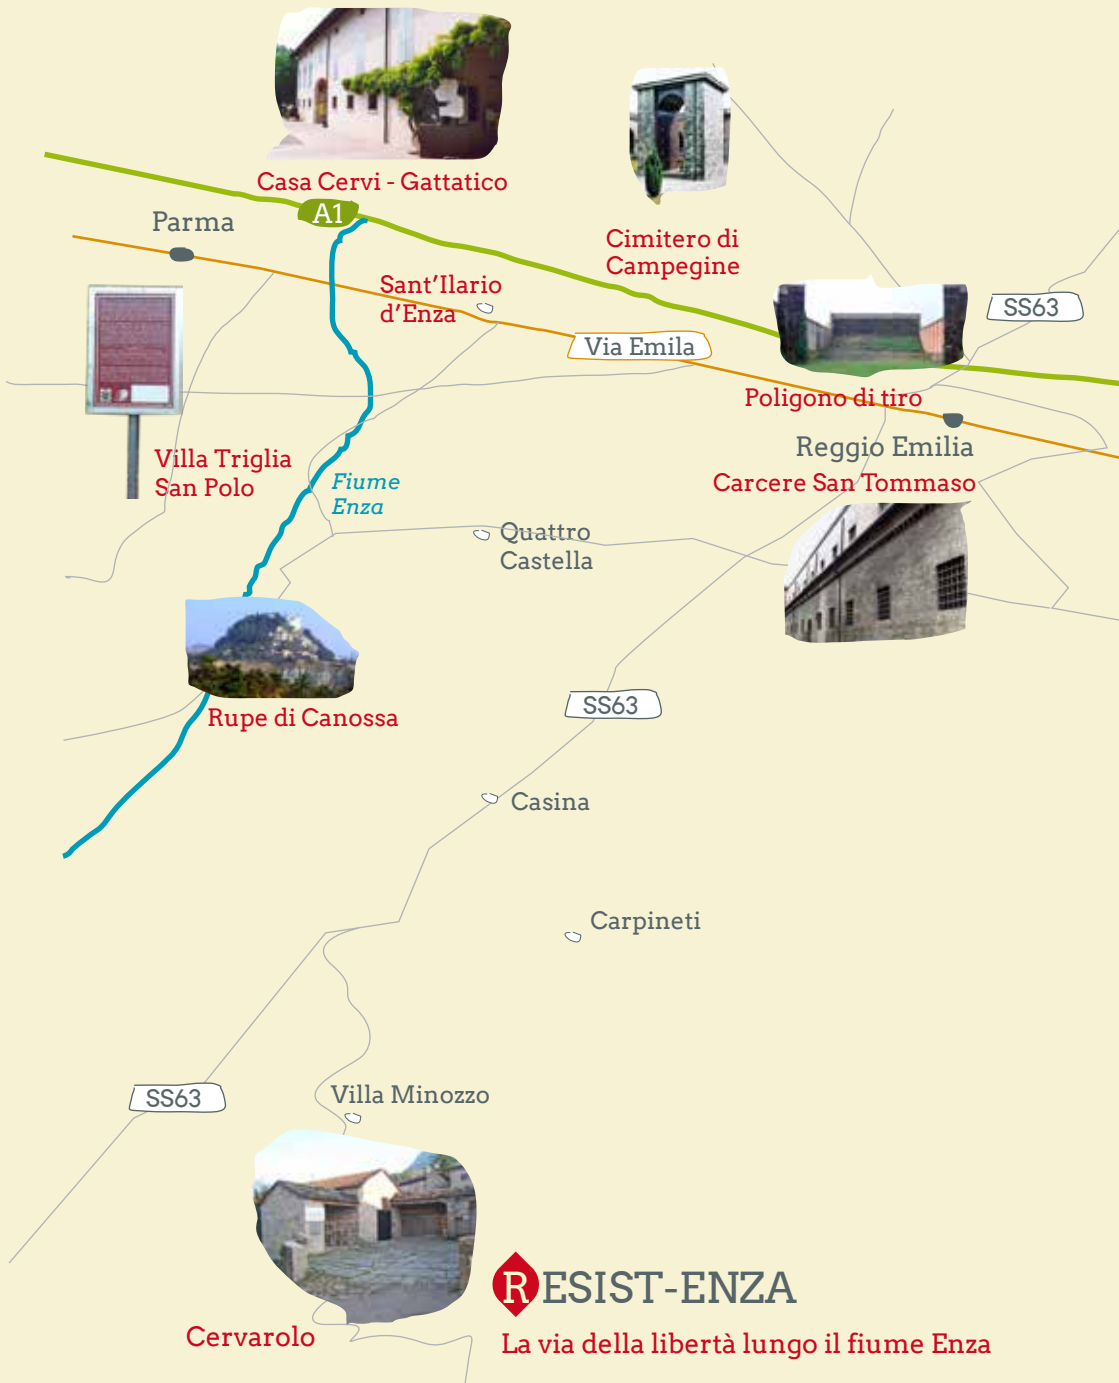 Casa Cervi - Gattatico
A1
Parma
Cimitero di
Campegine
Sant’Ilario
d’Enza
SS63
Via Emila
Poligono di tiro
Reggio Emilia
Villa Triglia
San Polo
Fiume
Enza
Carcere San Tommaso
Quattro
Castella
Rupe di Canossa
SS63
Casina
Carpineti
SS63
Villa Minozzo
RESIST-ENZA
Cervarolo
La via della libertà lungo il fiume Enza